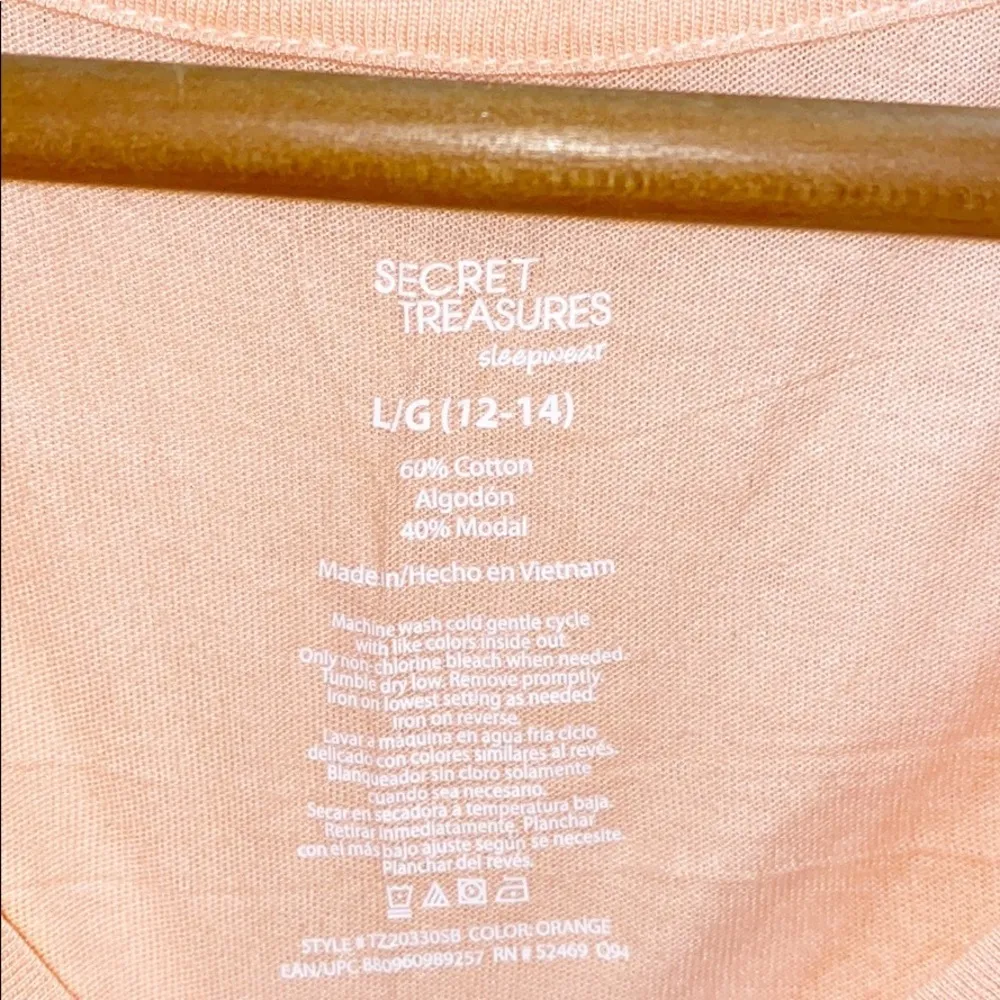 SECRET
TREASURES
sleepwear
L/G (12-14)
60% Cotton
Algodón
40% Modal
Made in/Hecho en Vietnam
Machine wash cold gentle cycle
with like colors inside out
Only non-chlorine bleach when needed.
Tumble dry low. Remove promptly.
Iron on lowest setting as needed.
Iron on reverse.
Lavar a maquina en agua fria ciclo
delicado con colores similares al revés.
Blanqueador sin cloro solamente
cuando sea necesario.
Secar en secadora a temperatura baja.
Retirar inmediatamente. Planchar
con el más bajo ajuste según se necesite.
Planchar del revés.
STYLE # TZ20330SB COLOR: ORANGE
EAN/UPC 880960989257 RN # 52469 Q94